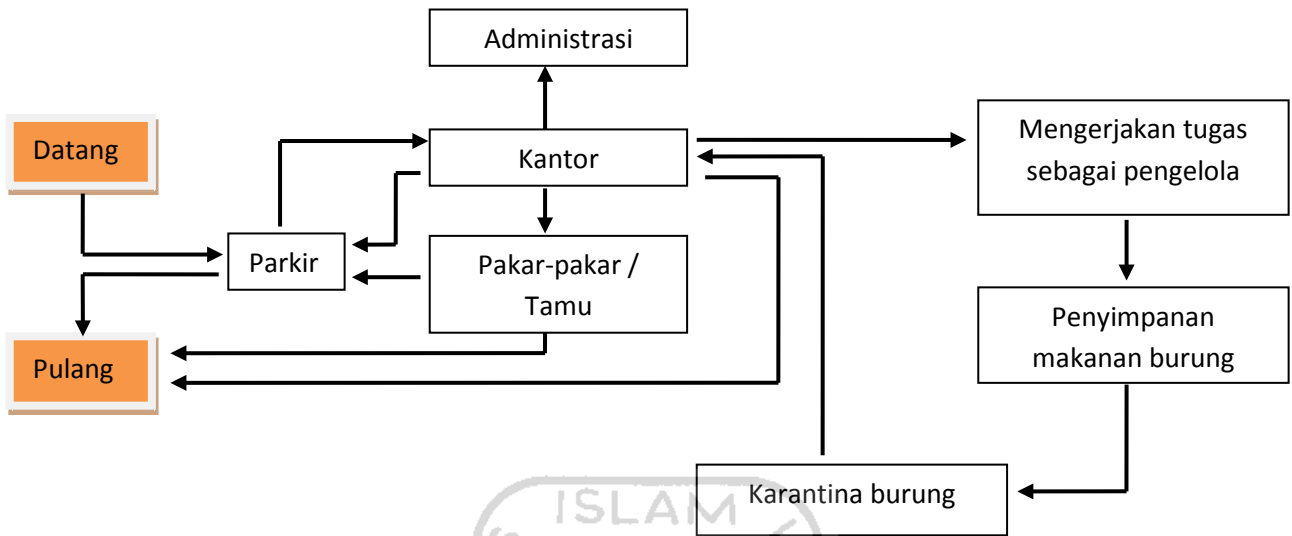 Administrasi
Datang
Kantor
Mengerjakan tugas
sebagai pengelola
Parkir
Pakar-pakar /
Tamu
Penyimpanan
makanan burung
Pulang
Karantina burung
ISLAM